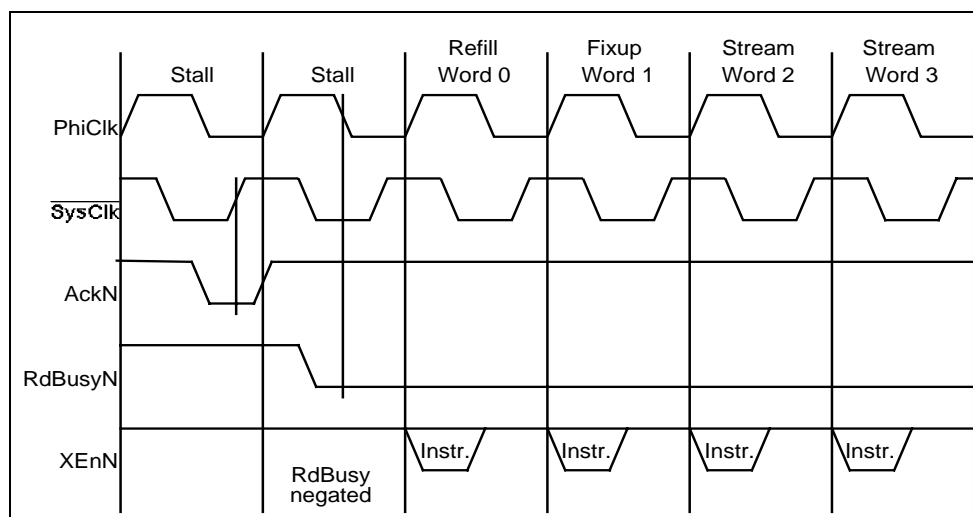 Stall
Stall
Refill
Word 0
Fixup
Word 1
Stream
Word 2
Stream
Word 3
PhiClk
SysClk
AckN
RdBusyN
XEnN
Instr.
Instr.
Instr.
Instr.
RdBusy
negated